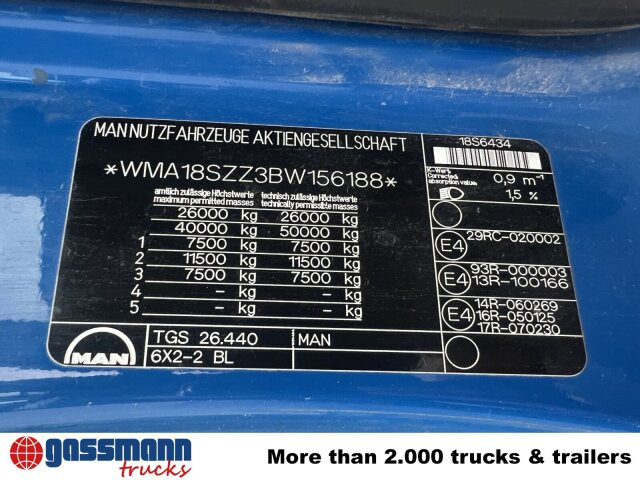 MAN NUTZFAHRZEUGE AKTIENGESELLSCHAFT
*WMA18SZZ3BW156188*
amtlich zulässige Höchstwerte technisch zulässige Höchstwerte
maximum permitted masses technically permissible masses
26000 kg 26000 kg
40000 kg 50000 kg
1 7500 kg 7500 kg
2 11500 kg 11500 kg
3 7500 kg 7500 kg
4 – kg – kg
5 – kg – kg
MAN
TGS 26.440
6X2-2 BL
MAN
18S6434
K-Wert
Corrected
absorption value
0,9 m⁻¹
1,5 %
E4 29RC-020002
E4 93R-000003
13R-100166
E4 14R-060269
16R-050125
17R-070230
gassmann
trucks
More than 2.000 trucks & trailers